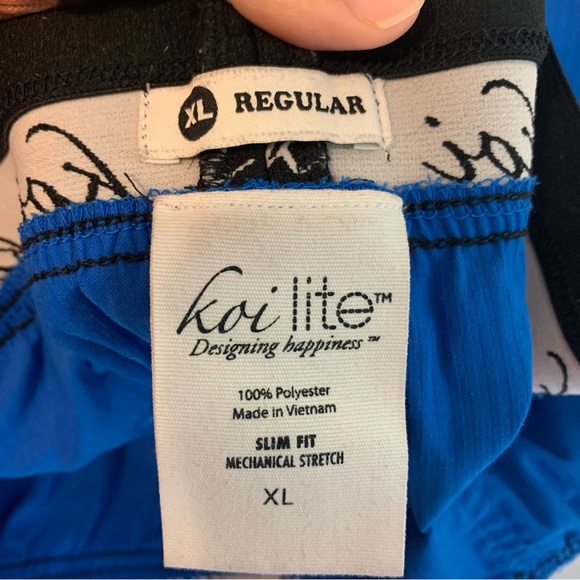 XL REGULAR
koi lite™
Designing happiness™
100% Polyester
Made in Vietnam
SLIM FIT
MECHANICAL STRETCH
XL